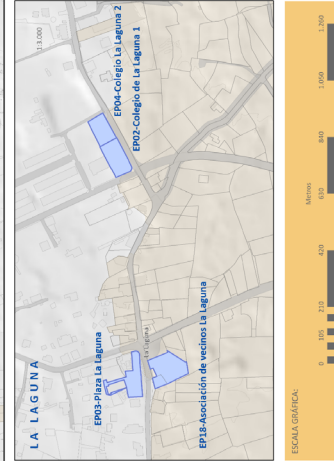 LA LAGUNA
1:3.000
EP04-Colegio La Laguna 2
EP02-Colegio de La Laguna 1
EP03-Plaza La Laguna
La Laguna
EP18-Asociación de vecinos La Laguna
ESCALA GRÁFICA:
Metros
0 105 210 420 630 840 1.050 1.260